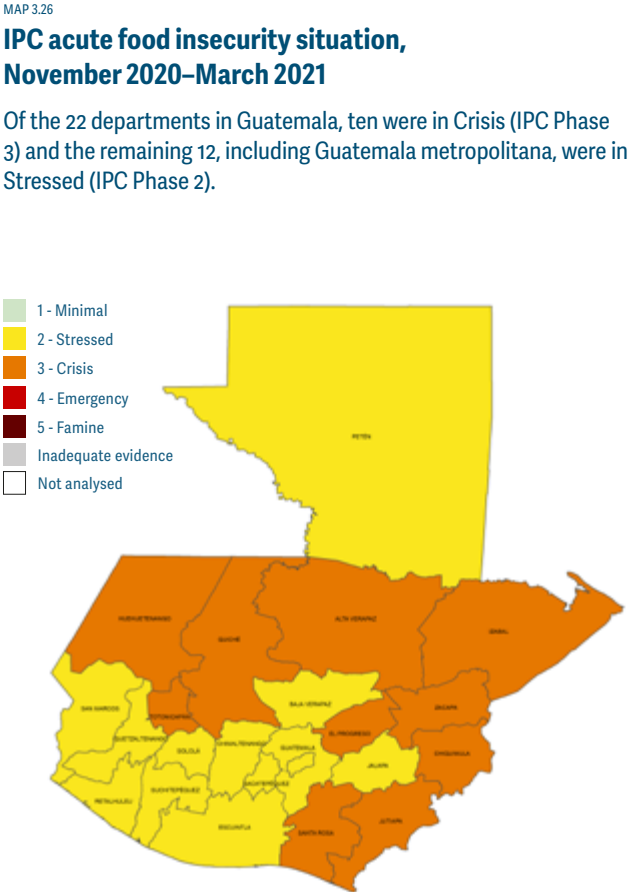 MAP 3.26
IPC acute food insecurity situation,
November 2020–March 2021
Of the 22 departments in Guatemala, ten were in Crisis (IPC Phase
3) and the remaining 12, including Guatemala metropolitana, were in
Stressed (IPC Phase 2).
1 - Minimal
2 - Stressed
3 - Crisis
4 - Emergency
5 - Famine
Inadequate evidence
Not analysed
PETEN
HUEHUETENANGO
QUICHE
ALTA VERAPAZ
IZABAL
SAN MARCOS
TOTONICAPAN
BAJA VERAPAZ
ZACAPA
QUETZALTENANGO
SOLOLA
CHIMALTENANGO
GUATEMALA
EL PROGRESO
CHIQUIMULA
JALAPA
RETALHULEU
SUCHITEPEQUEZ
SACATEPEQUEZ
ESCUINTLA
SANTA ROSA
JUTIAPA